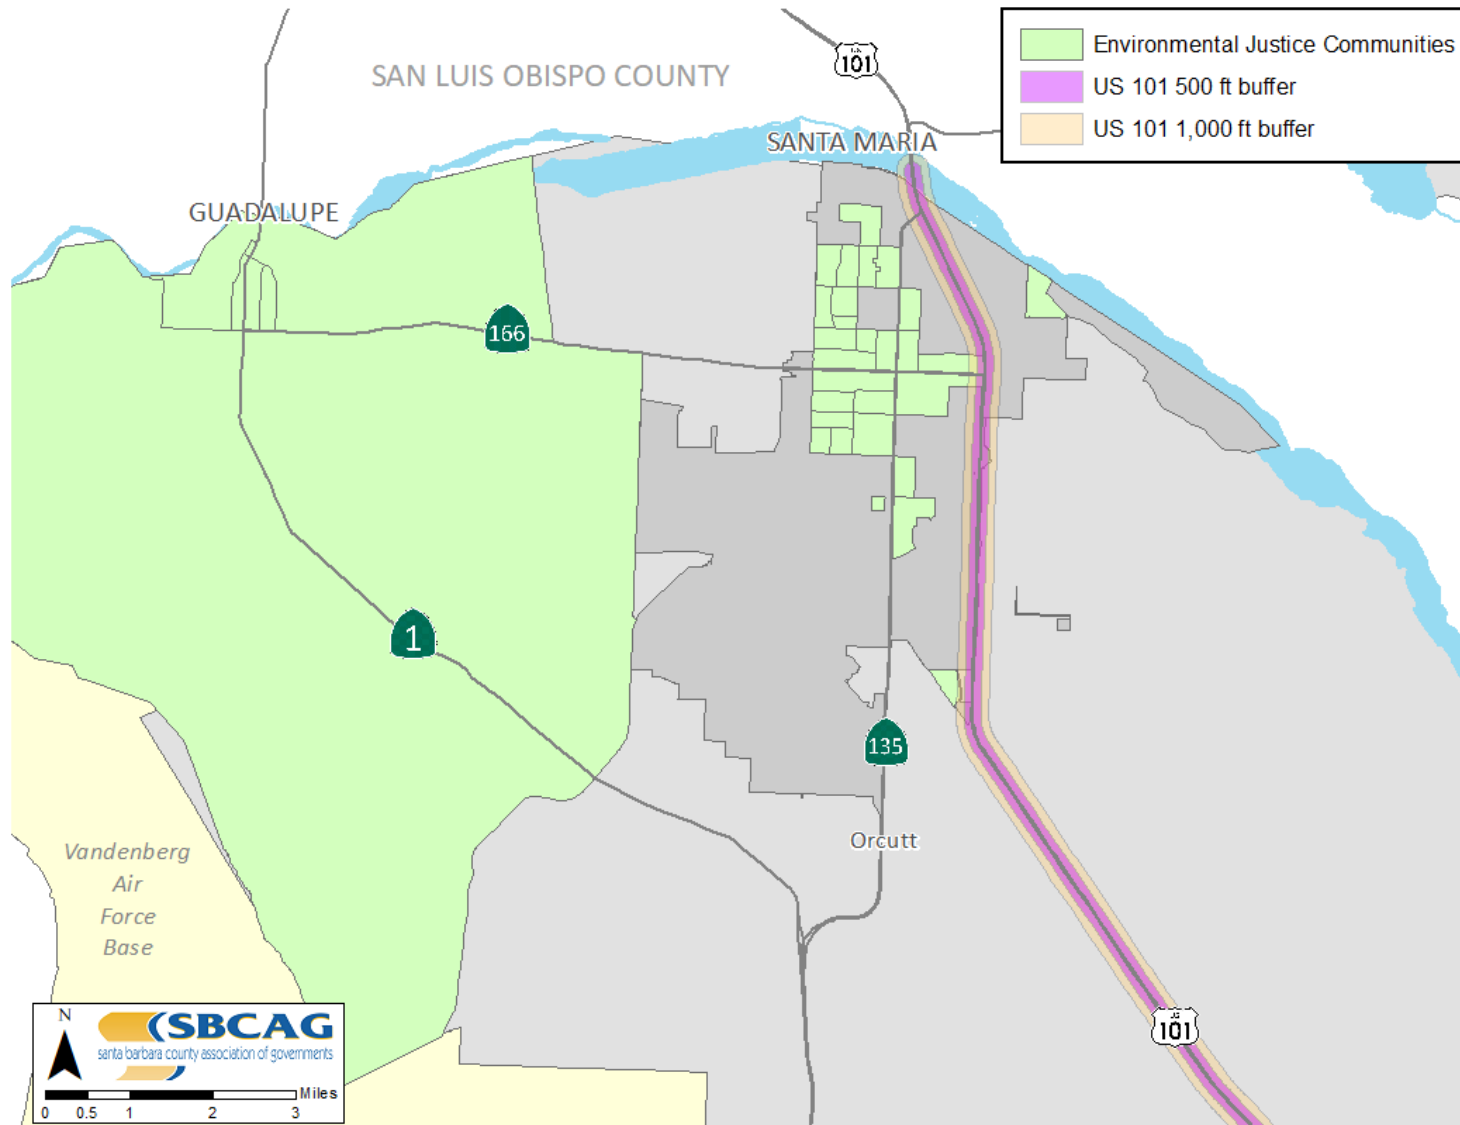 Environmental Justice Communities
US 101 500 ft buffer
US 101 1,000 ft buffer
US
101
SAN LUIS OBISPO COUNTY
SANTA MARIA
GUADALUPE
166
1
135
Orcutt
Vandenberg
Air
Force
Base
US
101
N
SBCAG
santa barbara county association of governments
Miles
0 0.5 1 2 3